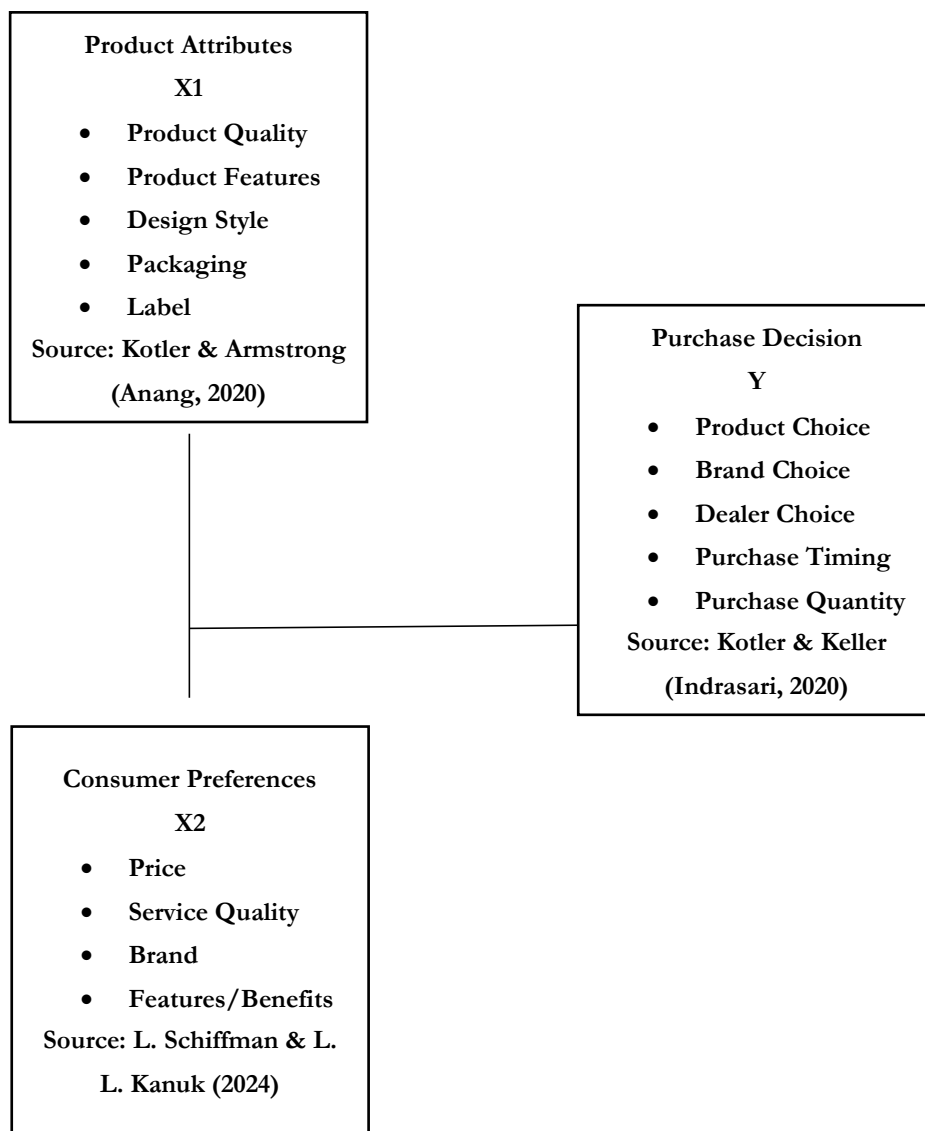 Product Attributes
X1
• Product Quality
• Product Features
• Design Style
• Packaging
• Label
Source: Kotler & Armstrong
(Anang, 2020)
Purchase Decision
Y
• Product Choice
• Brand Choice
• Dealer Choice
• Purchase Timing
• Purchase Quantity
Source: Kotler & Keller
(Indrasari, 2020)
Consumer Preferences
X2
• Price
• Service Quality
• Brand
• Features/Benefits
Source: L. Schiffman & L.
L. Kanuk (2024)